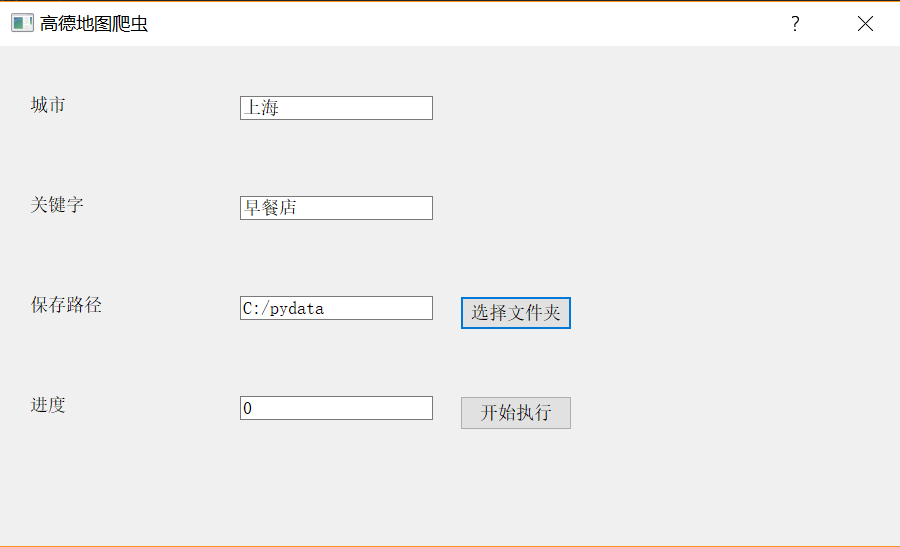 高德地图爬虫
城市
上海
关键字
早餐店
保存路径
C:/pydata
选择文件夹
进度
0
开始执行